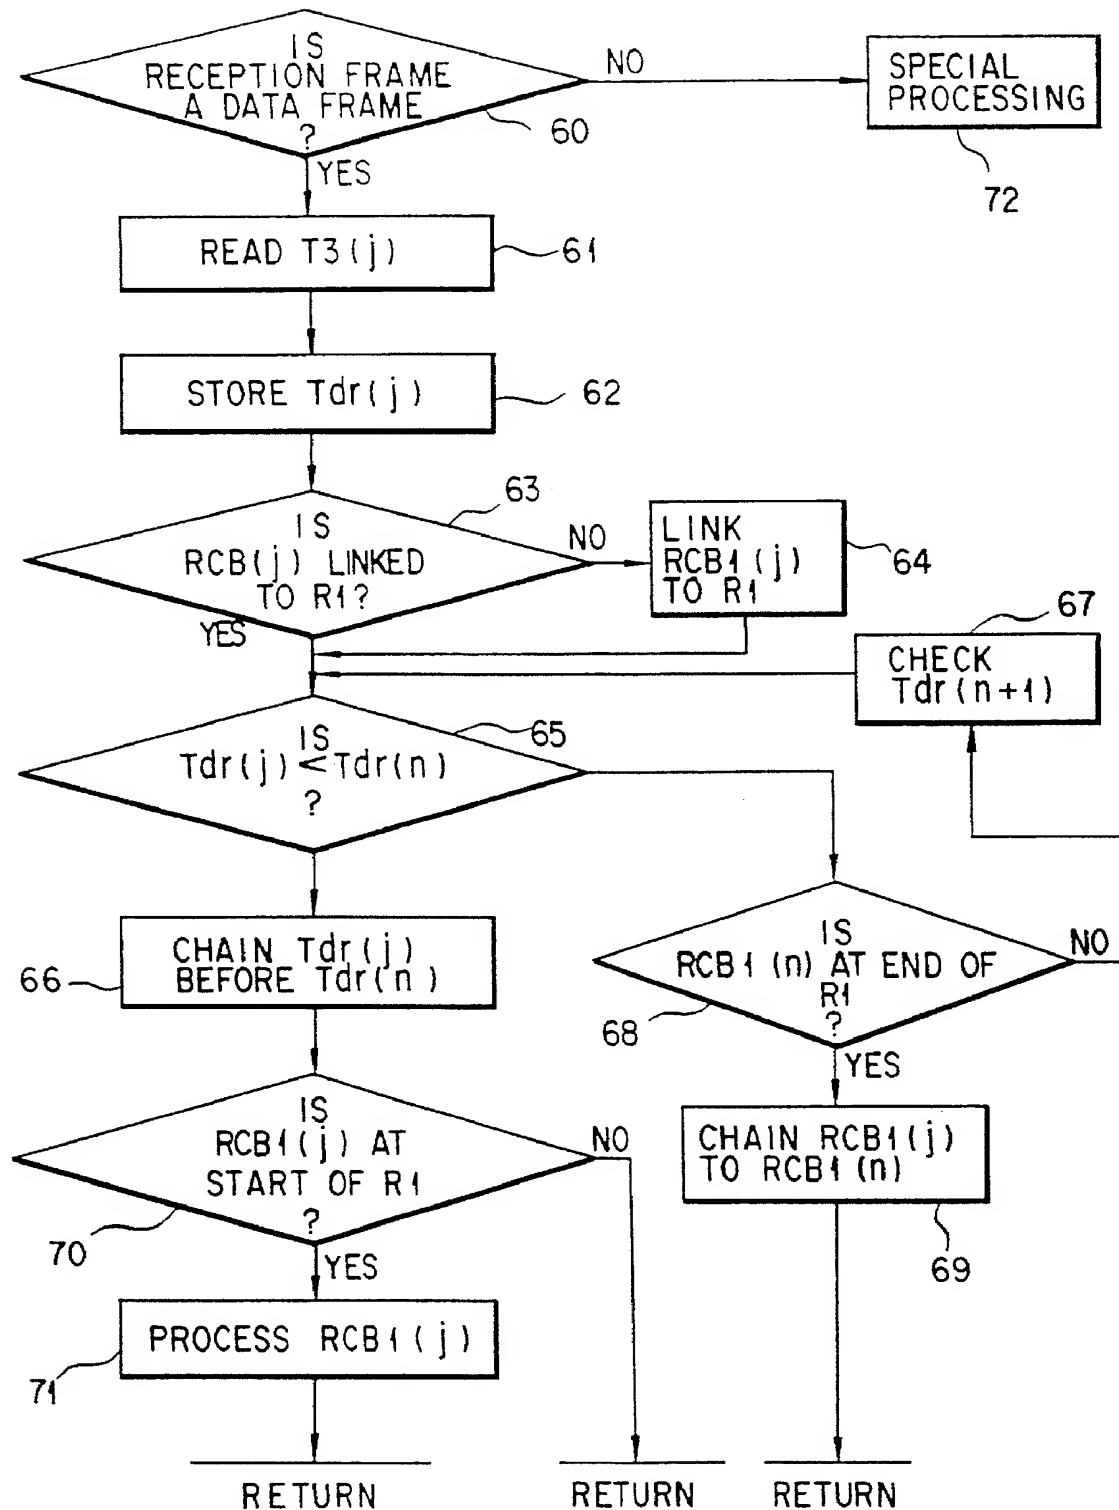 IS
RECEPTION FRAME
A DATA FRAME
?
60
NO
SPECIAL
PROCESSING
72
YES
READ T3(j)
61
STORE Tdr(j)
62
IS
RCB(j) LINKED
TO R1?
63
NO
LINK
RCB1(j)
TO R1
64
YES
CHECK
Tdr(n+1)
67
IS
Tdr(j) < Tdr(n)
?
65
CHAIN Tdr(j)
BEFORE Tdr(n)
66
IS
RCB1(n) AT END OF
R1
?
68
NO
YES
CHAIN RCB1(j)
TO RCB1(n)
69
IS
RCB1(j) AT
START OF R1
?
70
NO
YES
PROCESS RCB1(j)
71
RETURN
RETURN
RETURN